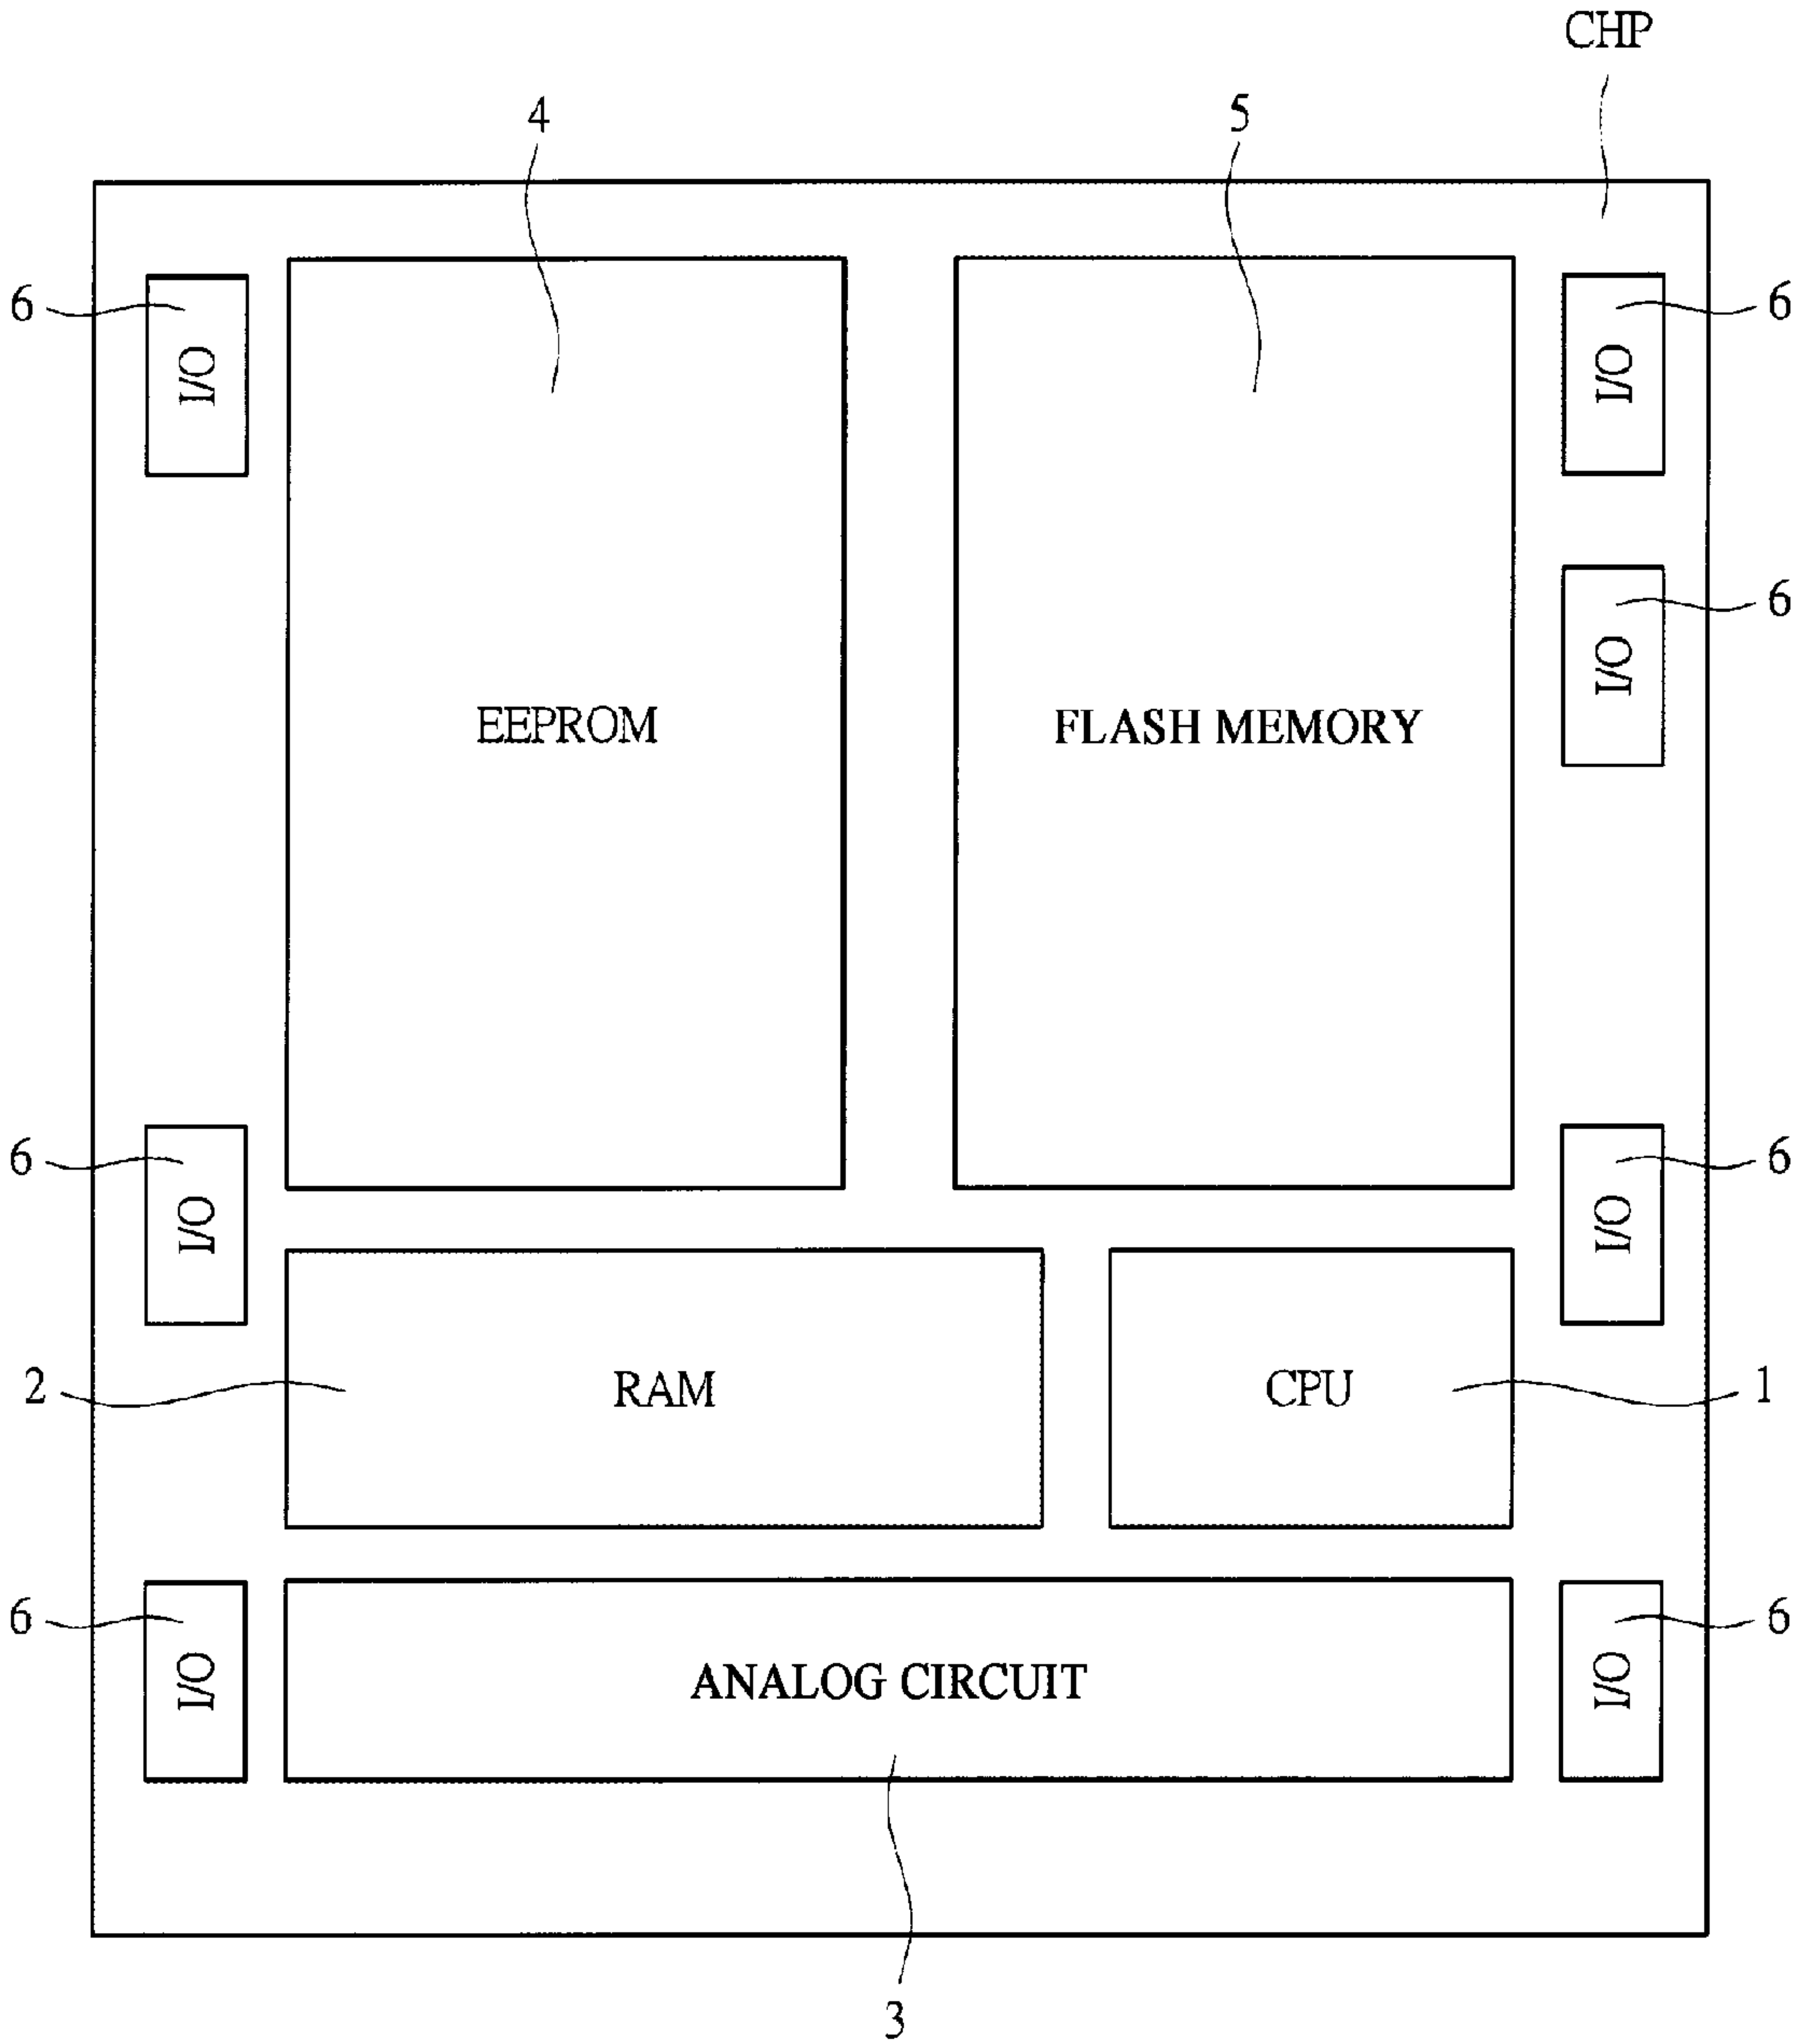 CHP
4
5
6
I/O
I/O
6
I/O
6
EEPROM
FLASH MEMORY
6
I/O
I/O
6
2
RAM
CPU
1
6
I/O
ANALOG CIRCUIT
I/O
6
3